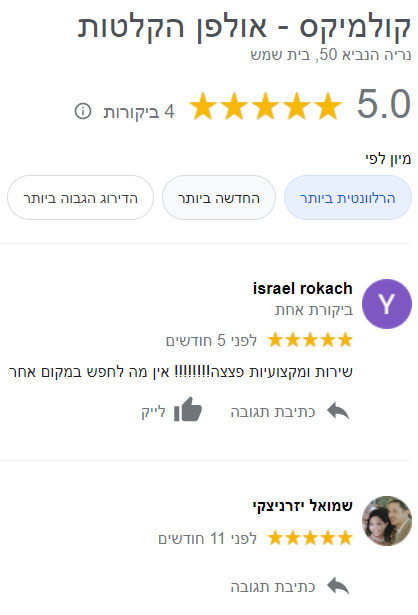 קולמיקס - אולפן הקלטות
נריה הנביא 50, בית שמש
5.0 4 ביקורות
מיון לפי
הרלוונטית ביותר
החדשה ביותר
הדירוג הגבוה ביותר
Y
israel rokach
ביקורת אחת
לפני 5 חודשים
שירות ומקצועיות פצצה!!!!!!!! אין מה לחפש במקום אחר
כתיבת תגובה
לייק
שמואל יזרניצקי
לפני 11 חודשים
כתיבת תגובה